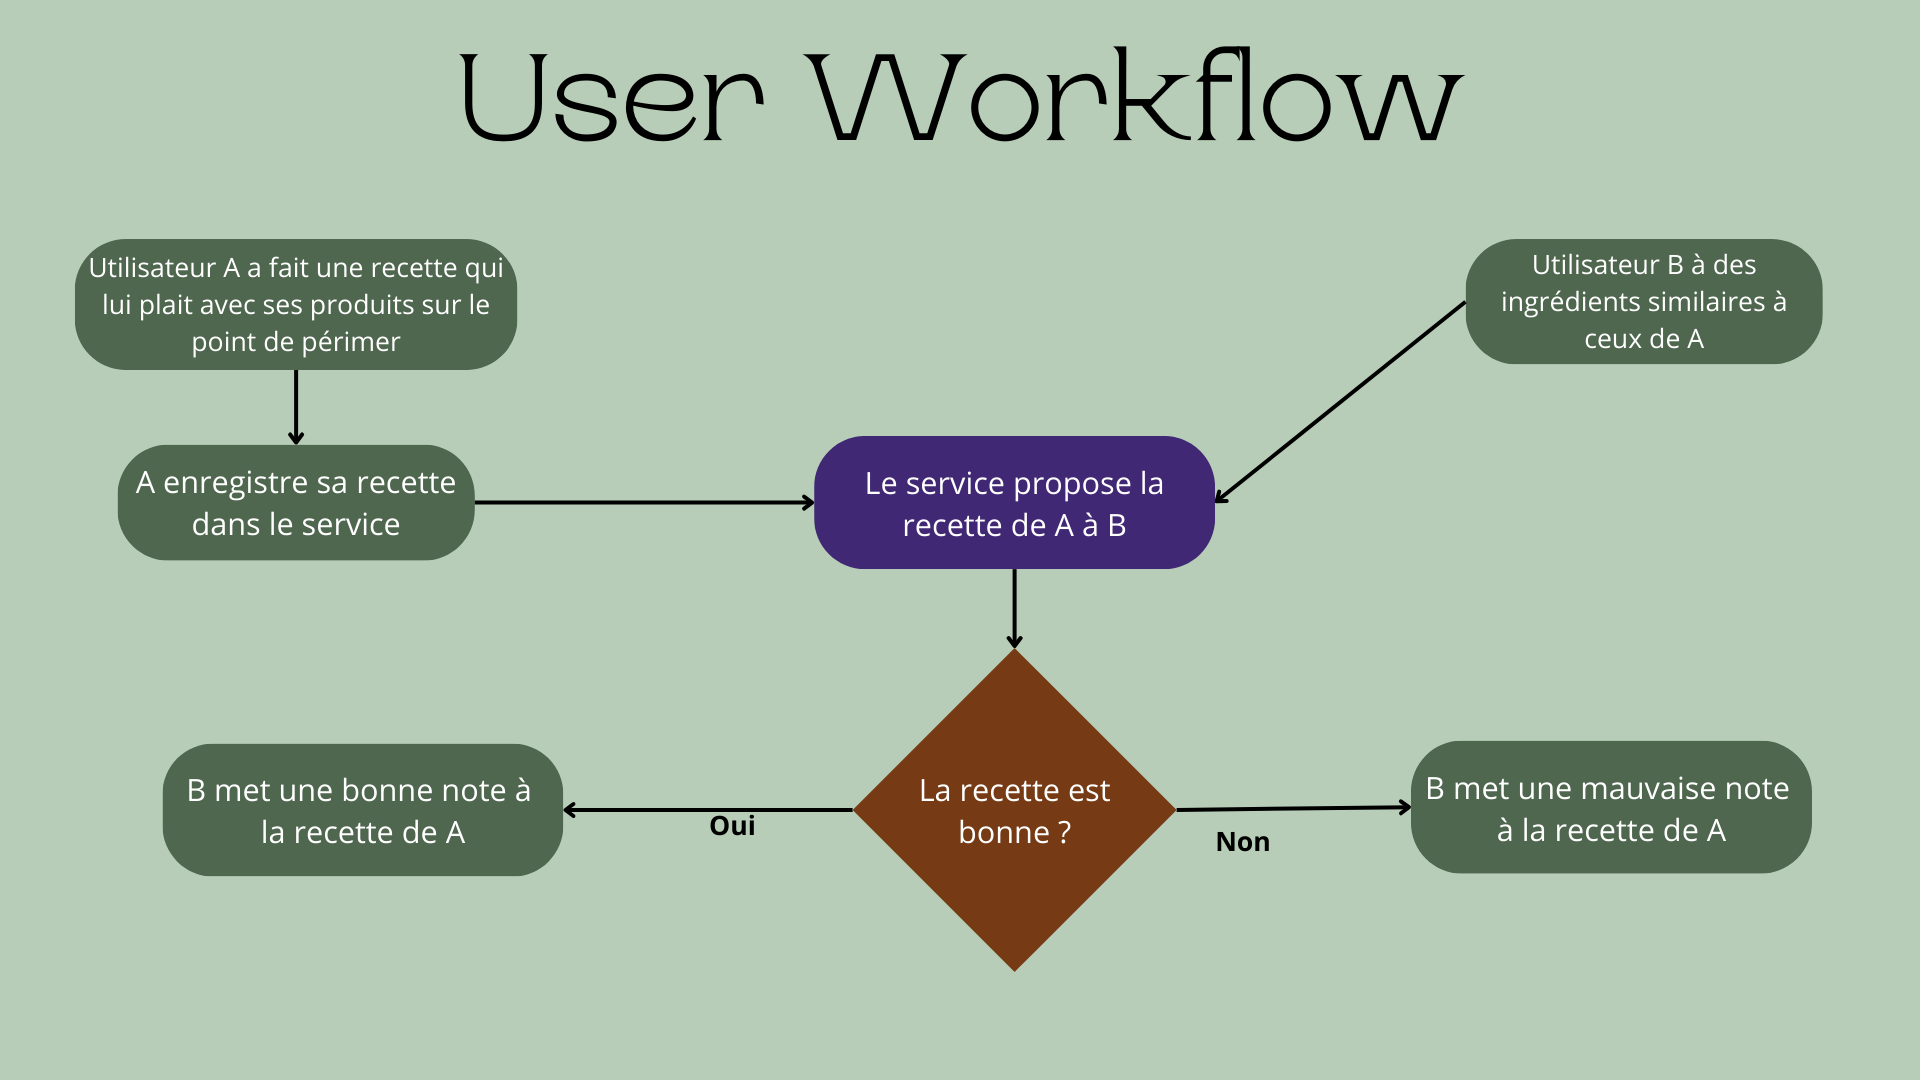 User Workflow
Utilisateur A a fait une recette qui
lui plait avec ses produits sur le
point de périmer
Utilisateur B à des
ingrédients similaires à
ceux de A
A enregistre sa recette
dans le service
Le service propose la
recette de A à B
B met une bonne note à
la recette de A
Oui
La recette est
bonne ?
Non
B met une mauvaise note
à la recette de A